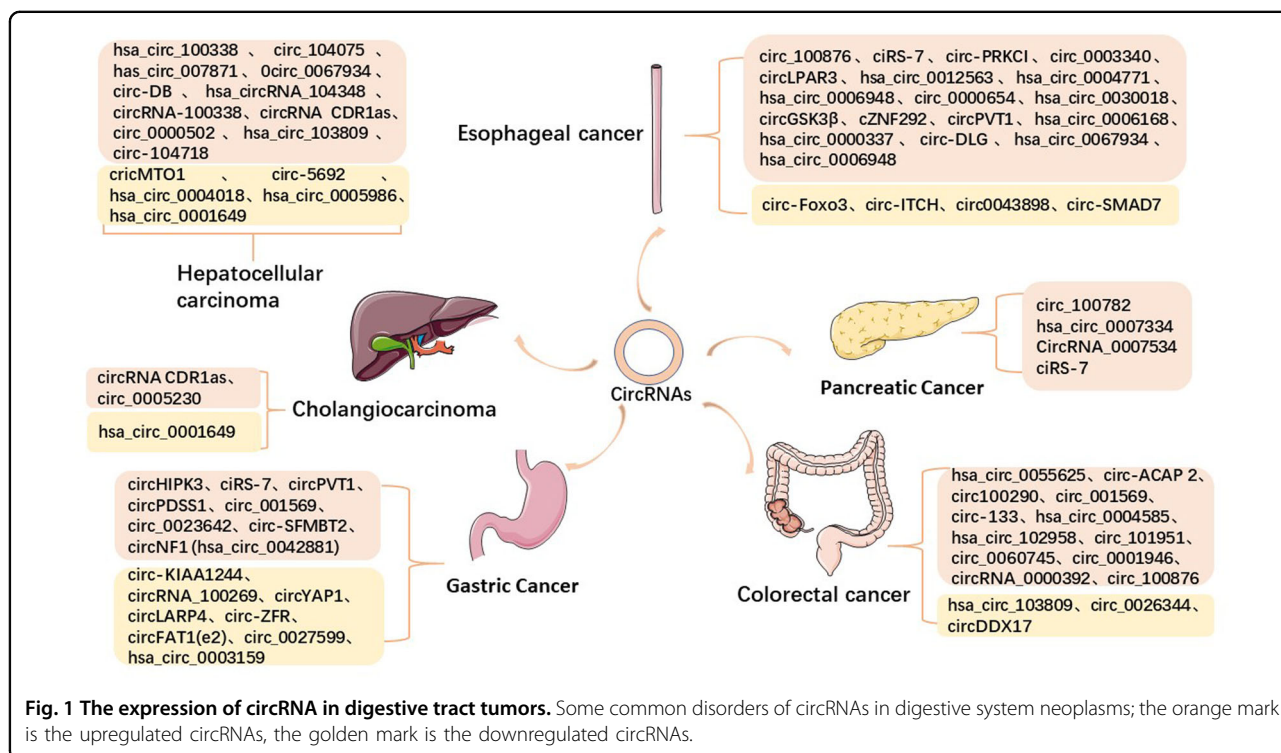 hsa_circ_100338 、 circ_104075 、
has_circ_007871、0circ_0067934、
circ-DB 、 hsa_circRNA_104348 、
circRNA-100338、circRNA CDR1as、
circ_0000502 、 hsa_circ_103809 、
circ-104718
cricMTO1 、 circ-5692 、
hsa_circ_0004018、hsa_circ_0005986、
hsa_circ_0001649
Hepatocellular
carcinoma
Esophageal cancer
circ_100876、ciRS-7、circ-PRKCI、circ_0003340、
circLPAR3、hsa_circ_0012563、hsa_circ_0004771、
hsa_circ_0006948、circ_0000654、hsa_circ_0030018、
circGSK3β、cZNF292、circPVT1、hsa_circ_0006168、
hsa_circ_0000337、circ-DLG、hsa_circ_0067934、
hsa_circ_0006948
circ-Foxo3、circ-ITCH、circ0043898、circ-SMAD7
circRNA CDR1as、
circ_0005230
hsa_circ_0001649
Cholangiocarcinoma
CircRNAs
Pancreatic Cancer
circ_100782
hsa_circ_0007334
CircRNA_0007534
ciRS-7
circHIPK3、ciRS-7、circPVT1、
circPDSS1、circ_001569、
circ_0023642、circ-SFMBT2、
circNF1(hsa_circ_0042881)
circ-KIAA1244、
circRNA_100269、circYAP1、
circLARP4、circ-ZFR、
circFAT1(e2)、circ_0027599、
hsa_circ_0003159
Gastric Cancer
Colorectal cancer
hsa_circ_0055625、circ-ACAP 2、
circ100290、circ_001569、
circ-133、hsa_circ_0004585、
hsa_circ_102958、circ_101951、
circ_0060745、circ_0001946、
circRNA_0000392、circ_100876
hsa_circ_103809、circ_0026344、
circDDX17
Fig. 1 The expression of circRNA in digestive tract tumors. Some common disorders of circRNAs in digestive system neoplasms; the orange mark
is the upregulated circRNAs, the golden mark is the downregulated circRNAs.